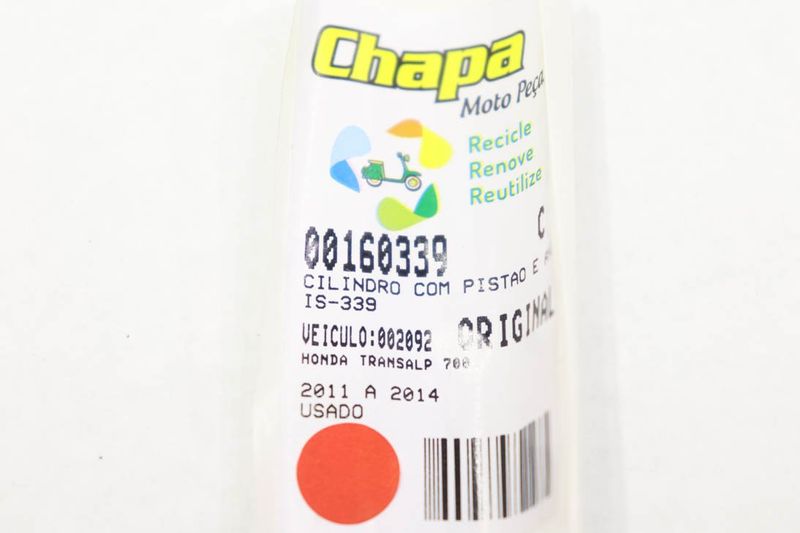 Chapa
Moto Peça
Recicle
Renove
Reutilize
C
00160339
CILINDRO COM PISTAO E
IS-339
VEICULO:002092 ORIGINAL
HONDA TRANSALP 700
2011 A 2014
USADO